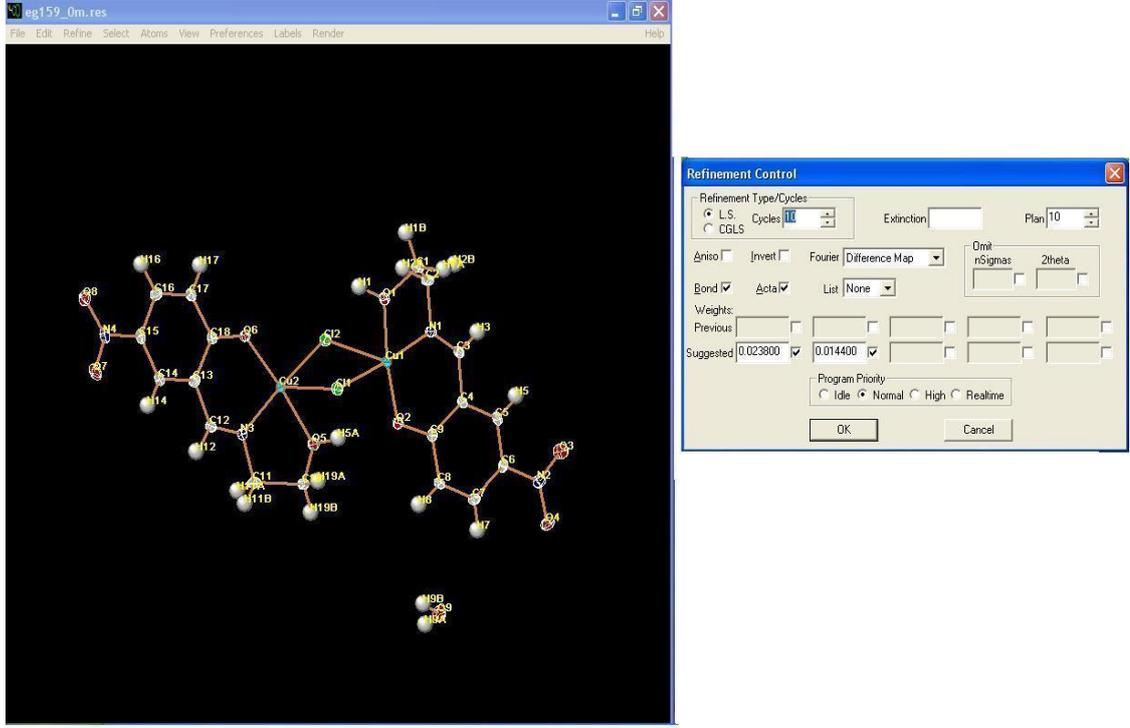 eg159_0m.res
File Edit Refine Select Atoms View Preferences Labels Render Help
H1B
H16 H17
H2B
C1
H1
O8
C16 C17
O1
N4 C15
C18 O6
Cl2
N1 H3
Cu1
C3
O7
C14 C13
Cu2
Cl1
H5
H14
C4
C5
O2
C12 N3
C9
O5 H5A
H12
C6
O3
C11
H19A
C8
N2
H11B
C7
H19B
H8
O4
H7
H9B
O9
H9A
Refinement Control
Refinement Type/Cycles
L.S. Cycles 10 Extinction Plan 10
CGLS
Omit
Aniso Invert Fourier Difference Map nSigmas 2theta
Bond Acta List None
Weights:
Previous
Suggested 0.023800 0.014400
Program Priority
Idle Normal High Realtime
OK Cancel